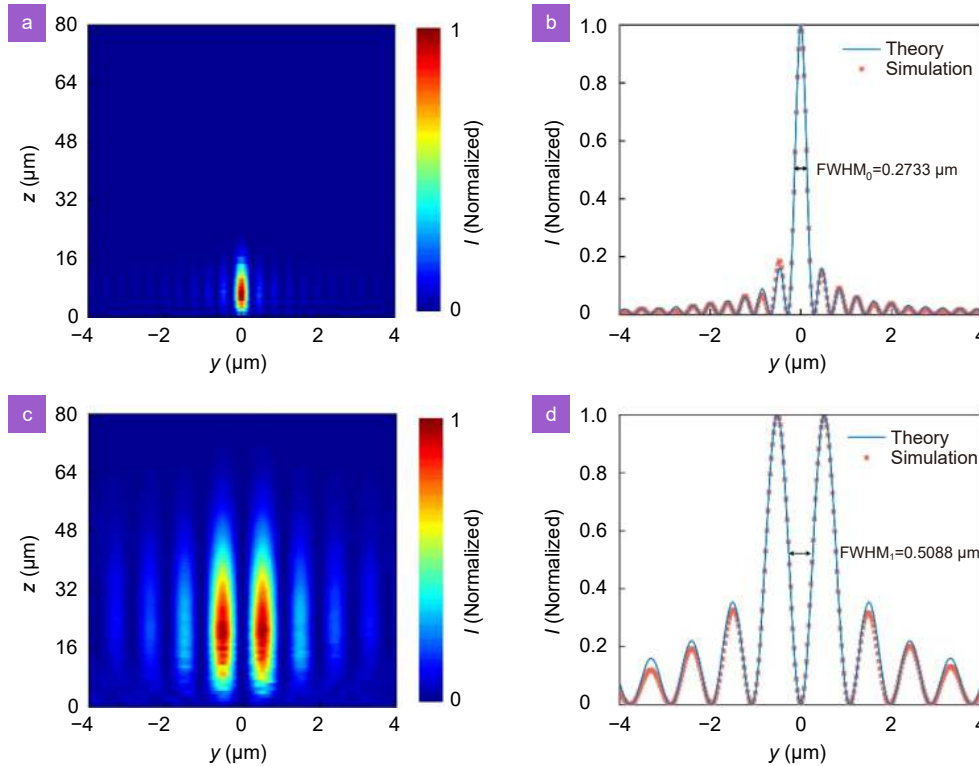 a
80
64
48
32
16
0
z (μm)
−4
−2
0
2
4
y (μm)
1
0
I (Normalized)
b
1.0
0.8
0.6
0.4
0.2
0
I (Normalized)
Theory
Simulation
FWHM₀=0.2733 μm
−4
−2
0
2
4
y (μm)
c
80
64
48
32
16
0
z (μm)
−4
−2
0
2
4
y (μm)
1
0
I (Normalized)
d
1.0
0.8
0.6
0.4
0.2
0
I (Normalized)
Theory
Simulation
FWHM₁=0.5088 μm
−4
−2
0
2
4
y (μm)